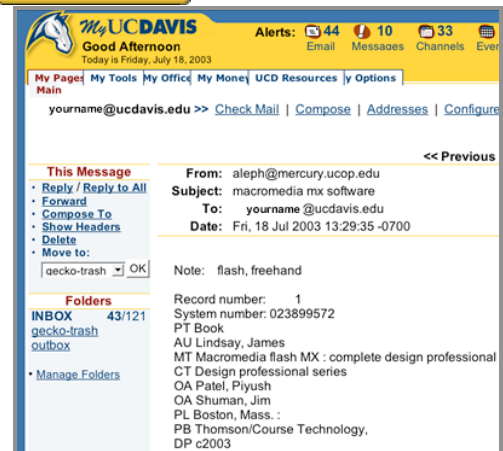 MyUCDAVIS
Good Afternoon
Today is Friday, July 18, 2003
Alerts: 44 10 33
Email Messages Channels Even
My Pages My Tools My Office My Money UCD Resources y Options
Main
yourname@ucdavis.edu >> Check Mail | Compose | Addresses | Configure
<< Previous
This Message
· Reply / Reply to All
· Forward
· Compose To
· Show Headers
· Delete
· Move to:
gecko-trash OK
Folders
INBOX 43/121
gecko-trash
outbox
• Manage Folders
From: aleph@mercury.ucop.edu
Subject: macromedia mx software
To: yourname @ucdavis.edu
Date: Fri, 18 Jul 2003 13:29:35 -0700
Note: flash, freehand
Record number: 1
System number: 023899572
PT Book
AU Lindsay, James
MT Macromedia flash MX : complete design professional
CT Design professional series
OA Patel, Piyush
OA Shuman, Jim
PL Boston, Mass. :
PB Thomson/Course Technology,
DP c2003